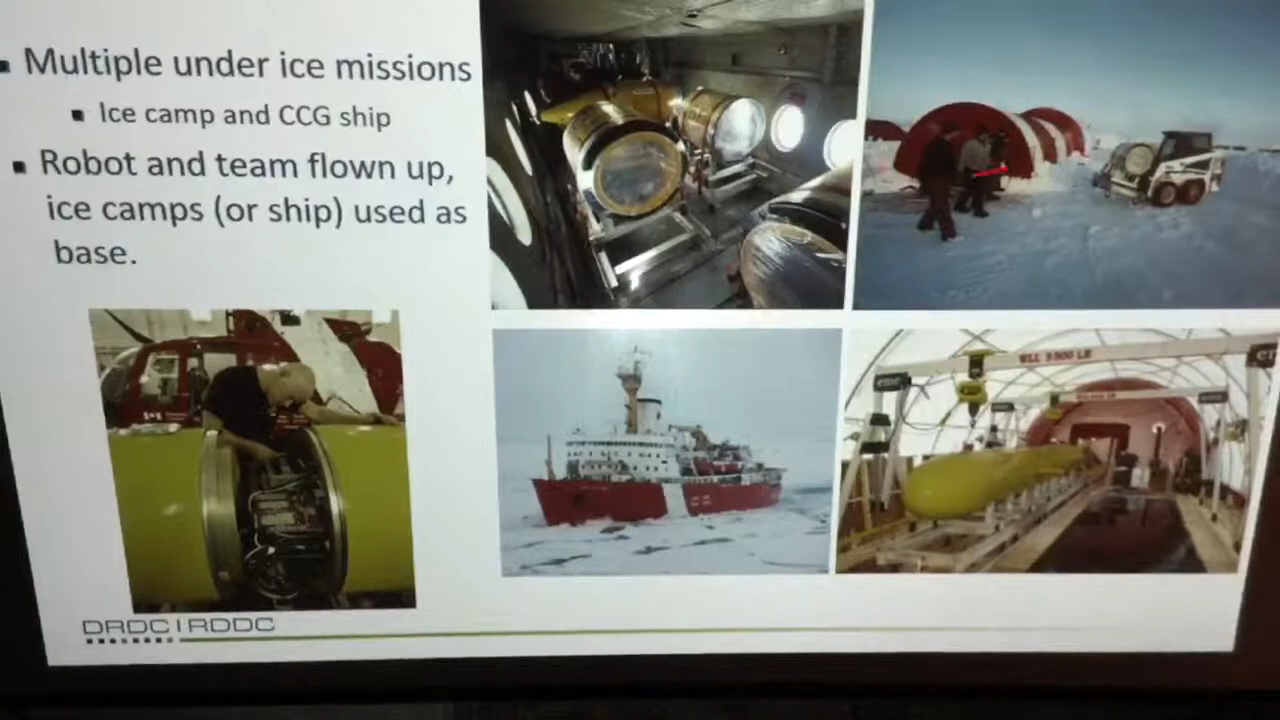 Multiple under ice missions
Ice camp and CCG ship
Robot and team flown up,
ice camps (or ship) used as
base.
WLL 5500 LB
DRDC | RDDC